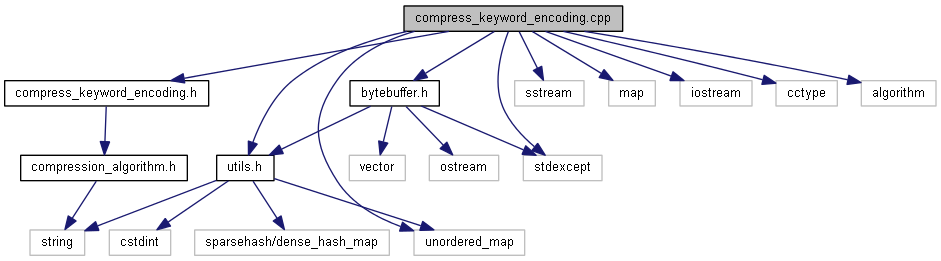 compress_keyword_encoding.cpp
compress_keyword_encoding.h
bytebuffer.h
sstream
map
iostream
cctype
algorithm
compression_algorithm.h
utils.h
vector
ostream
stdexcept
string
cstdint
sparsehash/dense_hash_map
unordered_map